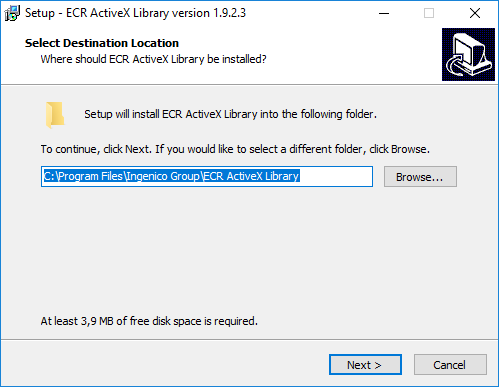 Setup - ECR ActiveX Library version 1.9.2.3
Select Destination Location
Where should ECR ActiveX Library be installed?
Setup will install ECR ActiveX Library into the following folder.
To continue, click Next. If you would like to select a different folder, click Browse.
C:\Program Files\Ingenico Group\ECR ActiveX Library
Browse...
At least 3,9 MB of free disk space is required.
Next >
Cancel